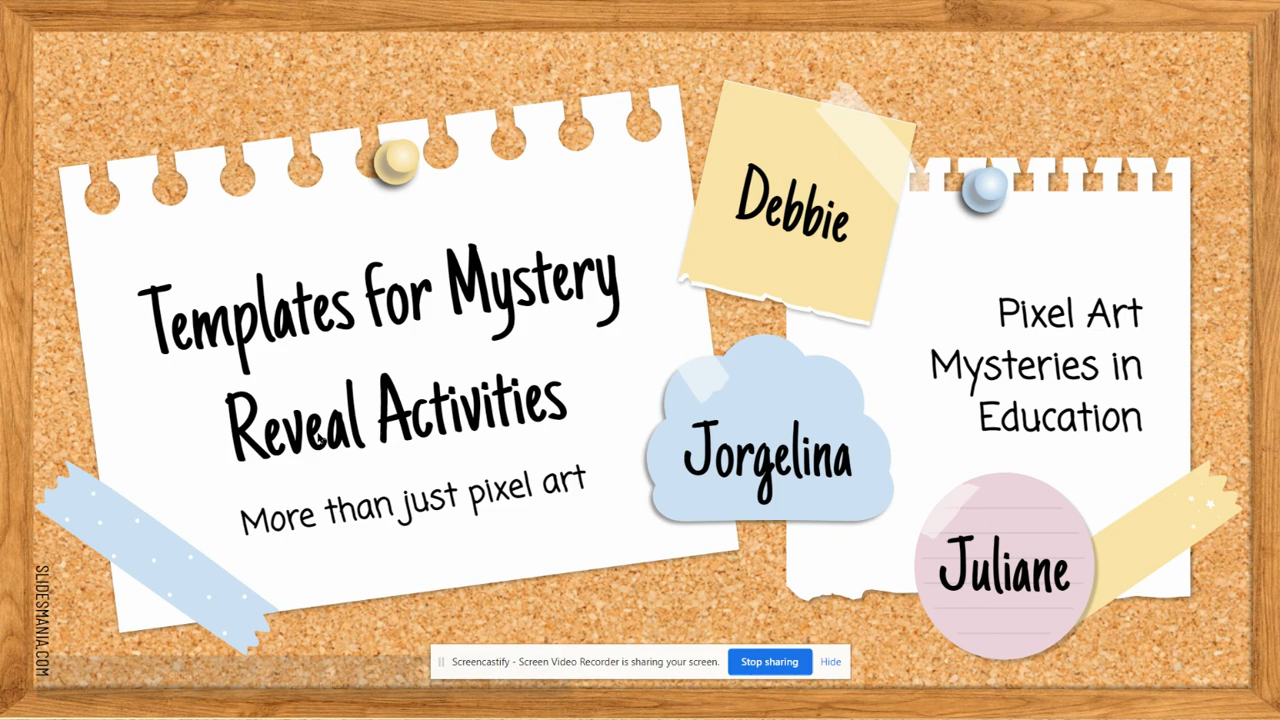 Templates for Mystery
Reveal Activities
More than just pixel art
Debbie
Jorgelina
Pixel Art
Mysteries in
Education
Juliane
SLIDESMANIA.COM
Screencastify - Screen Video Recorder is sharing your screen.
Stop sharing
Hide